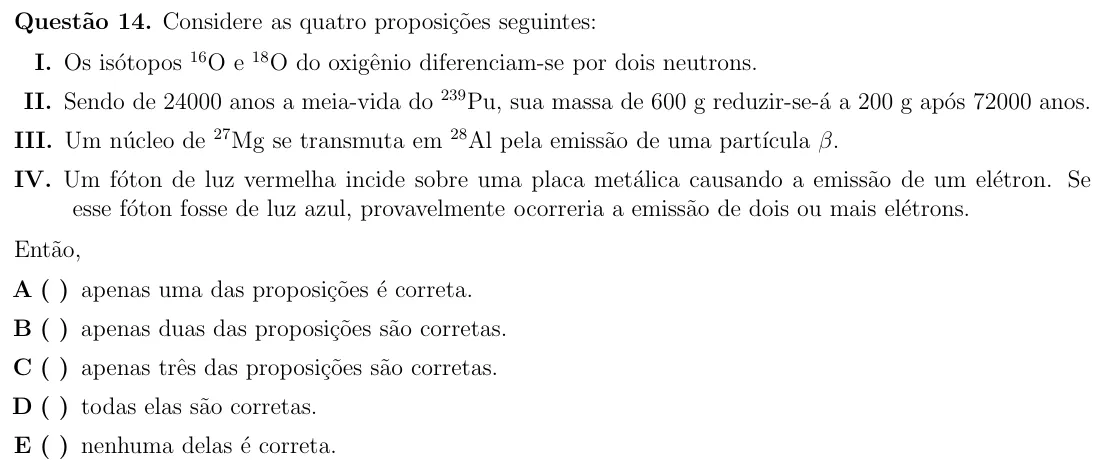 Questão 14. Considere as quatro proposições seguintes:
I. Os isótopos ¹⁶O e ¹⁸O do oxigênio diferenciam-se por dois neutrons.
II. Sendo de 24000 anos a meia-vida do ²³⁹Pu, sua massa de 600 g reduzir-se-á a 200 g após 72000 anos.
III. Um núcleo de ²⁷Mg se transmuta em ²⁸Al pela emissão de uma partícula β.
IV. Um fóton de luz vermelha incide sobre uma placa metálica causando a emissão de um elétron. Se
esse fóton fosse de luz azul, provavelmente ocorreria a emissão de dois ou mais elétrons.
Então,
A ( ) apenas uma das proposições é correta.
B ( ) apenas duas das proposições são corretas.
C ( ) apenas três das proposições são corretas.
D ( ) todas elas são corretas.
E ( ) nenhuma delas é correta.